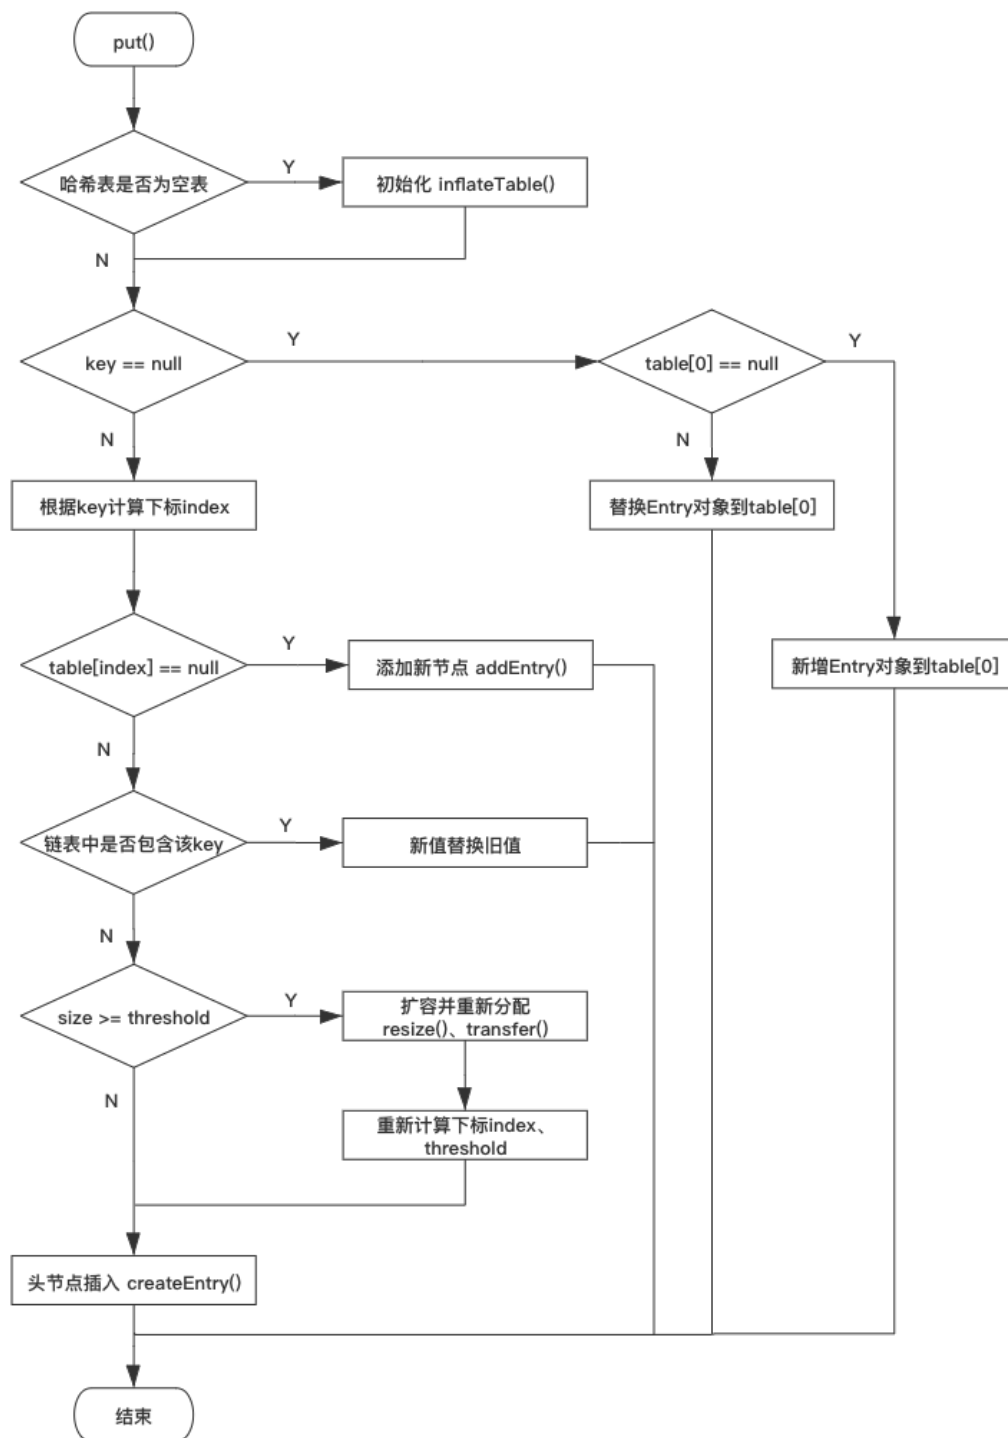 put()
哈希表是否为空表
Y
初始化 inflateTable()
N
key == null
Y
table[0] == null
Y
N
N
根据key计算下标index
替换Entry对象到table[0]
table[index] == null
Y
添加新节点 addEntry()
新增Entry对象到table[0]
N
链表中是否包含该key
Y
新值替换旧值
N
size >= threshold
Y
扩容并重新分配
resize()、transfer()
N
重新计算下标index、
threshold
头节点插入 createEntry()
结束